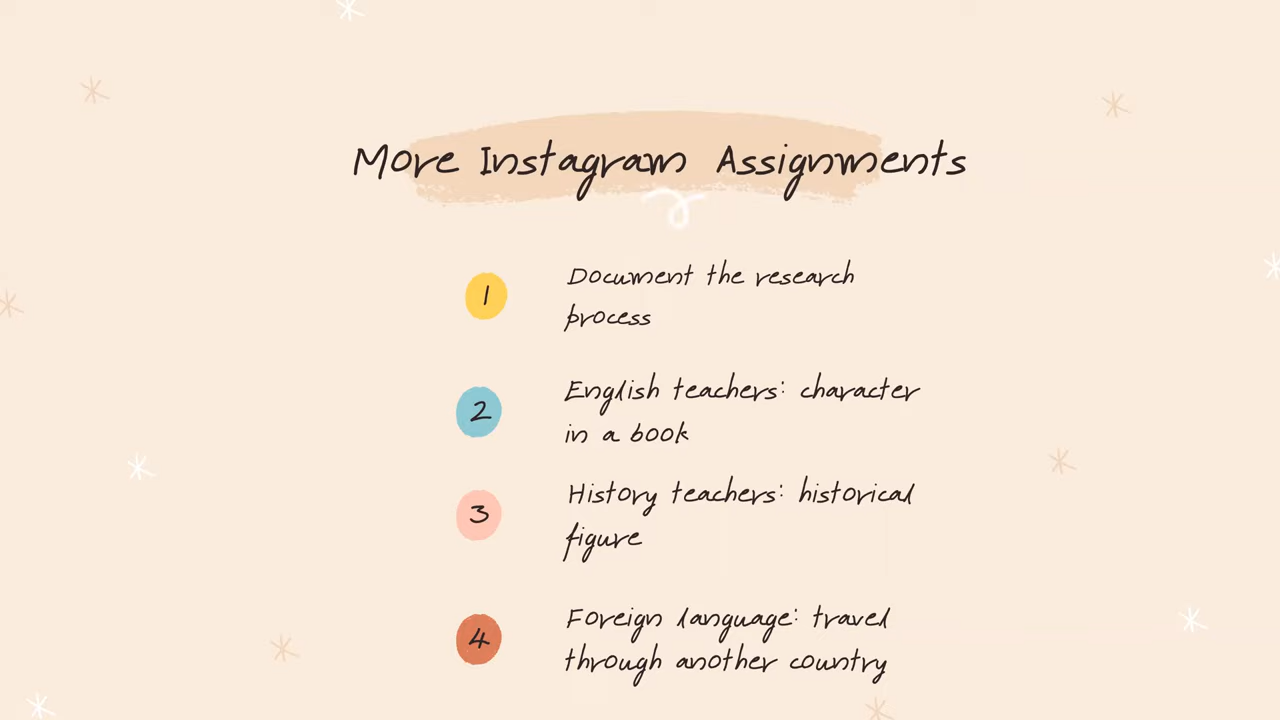 More Instagram Assignments
1
Document the research
process
2
English teachers: character
in a book
3
History teachers: historical
figure
4
Foreign language: travel
through another country